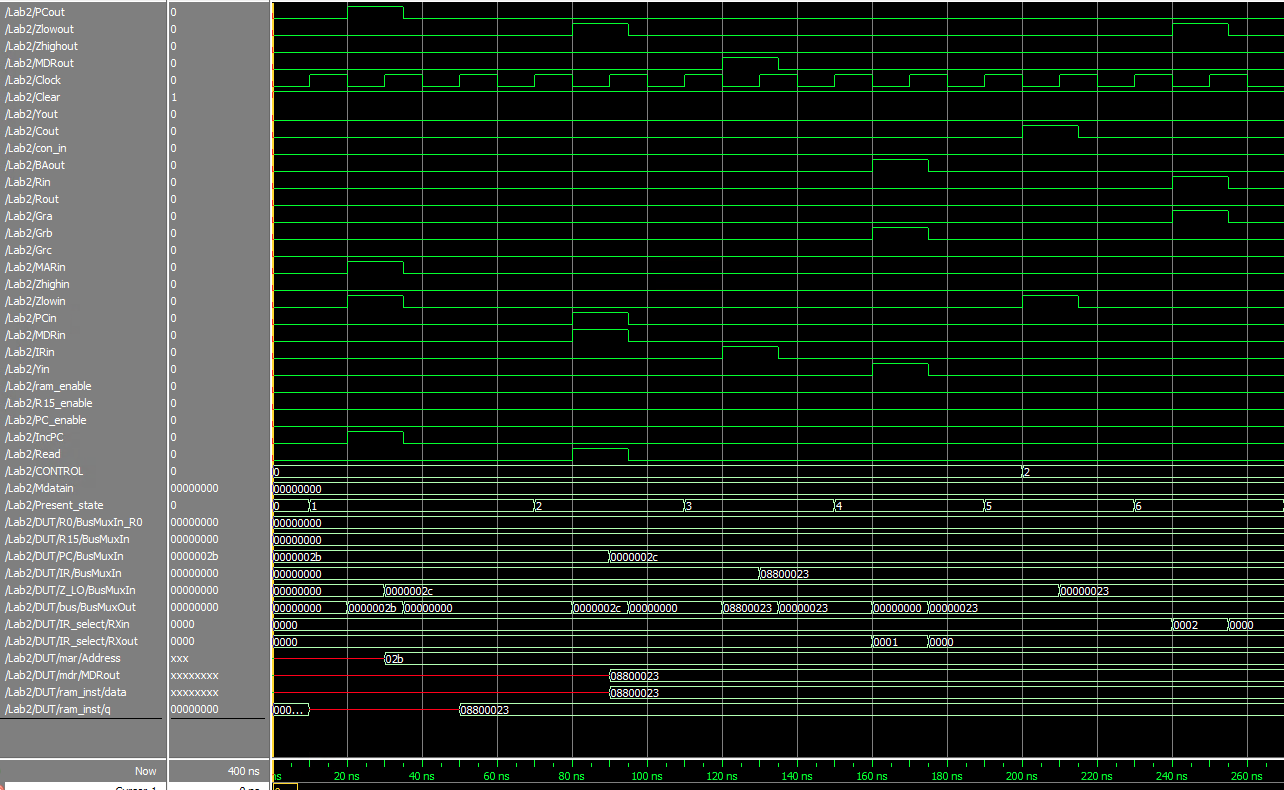 /Lab2/PCout 0
/Lab2/Zlowout 0
/Lab2/Zhighout 0
/Lab2/MDRout 0
/Lab2/Clock 0
/Lab2/Clear 1
/Lab2/Yout 0
/Lab2/Cout 0
/Lab2/con_in 0
/Lab2/BAout 0
/Lab2/Rin 0
/Lab2/Rout 0
/Lab2/Gra 0
/Lab2/Grb 0
/Lab2/Grc 0
/Lab2/MARin 0
/Lab2/Zhighin 0
/Lab2/Zlowin 0
/Lab2/PCin 0
/Lab2/MDRin 0
/Lab2/IRin 0
/Lab2/Yin 0
/Lab2/ram_enable 0
/Lab2/R15_enable 0
/Lab2/PC_enable 0
/Lab2/IncPC 0
/Lab2/Read 0
/Lab2/CONTROL 0 0 2
/Lab2/Mdatain 00000000 00000000
/Lab2/Present_state 0 0 1 2 3 4 5 6
/Lab2/DUT/R0/BusMuxIn_R0 00000000 00000000
/Lab2/DUT/R15/BusMuxIn 00000000 00000000
/Lab2/DUT/PC/BusMuxIn 0000002b 0000002b 0000002c
/Lab2/DUT/IR/BusMuxIn 00000000 00000000 08800023
/Lab2/DUT/Z_LO/BusMuxIn 00000000 00000000 0000002c 00000023
/Lab2/DUT/bus/BusMuxOut 00000000 00000000 0000002b 00000000 0000002c 00000000 08800023 00000023 00000000 00000023
/Lab2/DUT/IR_select/RXin 0000 0000 0002 0000
/Lab2/DUT/IR_select/RXout 0000 0000 0001 0000
/Lab2/DUT/mar/Address xxx 02b
/Lab2/DUT/mdr/MDRout xxxxxxxx 08800023
/Lab2/DUT/ram_inst/data xxxxxxxx 08800023
/Lab2/DUT/ram_inst/q 00000000 000... 08800023
Now 400 ns ns 20 ns 40 ns 60 ns 80 ns 100 ns 120 ns 140 ns 160 ns 180 ns 200 ns 220 ns 240 ns 260 ns
Cursor 1 0 ns